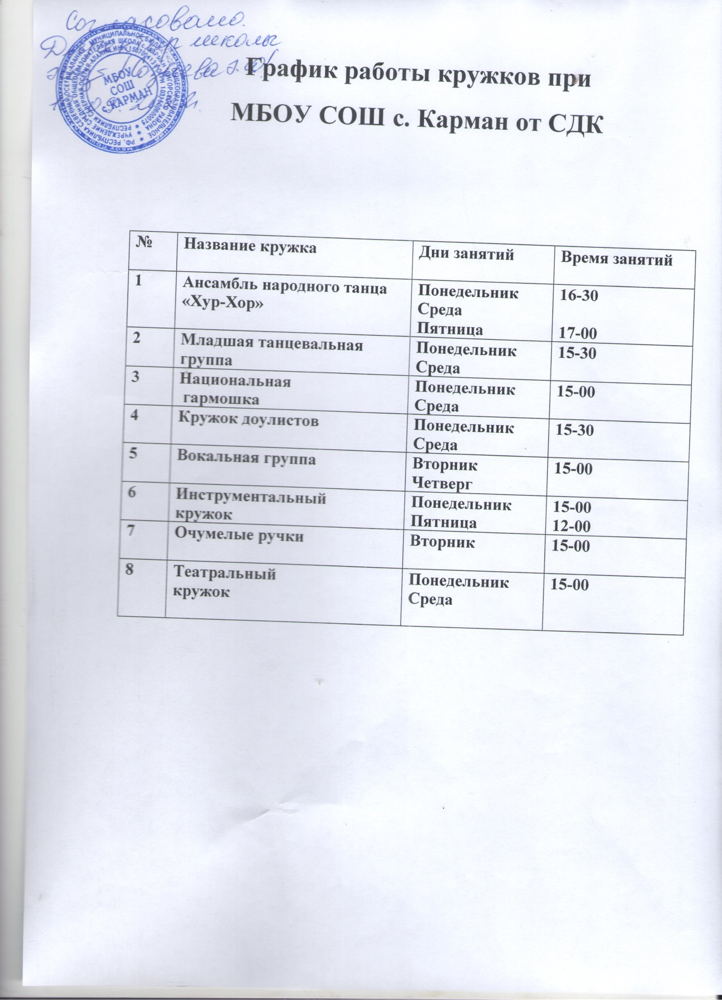 Согласовано.
школы
МБОУ
СОШ
с. КАРМАН
График работы кружков при
МБОУ СОШ с. Карман от СДК
№ Название кружка Дни занятий Время занятий
1 Ансамбль народного танца Понедельник 16-30
«Хур-Хор» Среда
Пятница 17-00
2 Младшая танцевальная Понедельник 15-30
группа Среда
3 Национальная Понедельник 15-00
гармошка Среда
4 Кружок доулистов Понедельник 15-30
Среда
5 Вокальная группа Вторник 15-00
Четверг
6 Инструментальный Понедельник 15-00
кружок Пятница 12-00
7 Очумелые ручки Вторник 15-00
8 Театральный Понедельник 15-00
кружок Среда